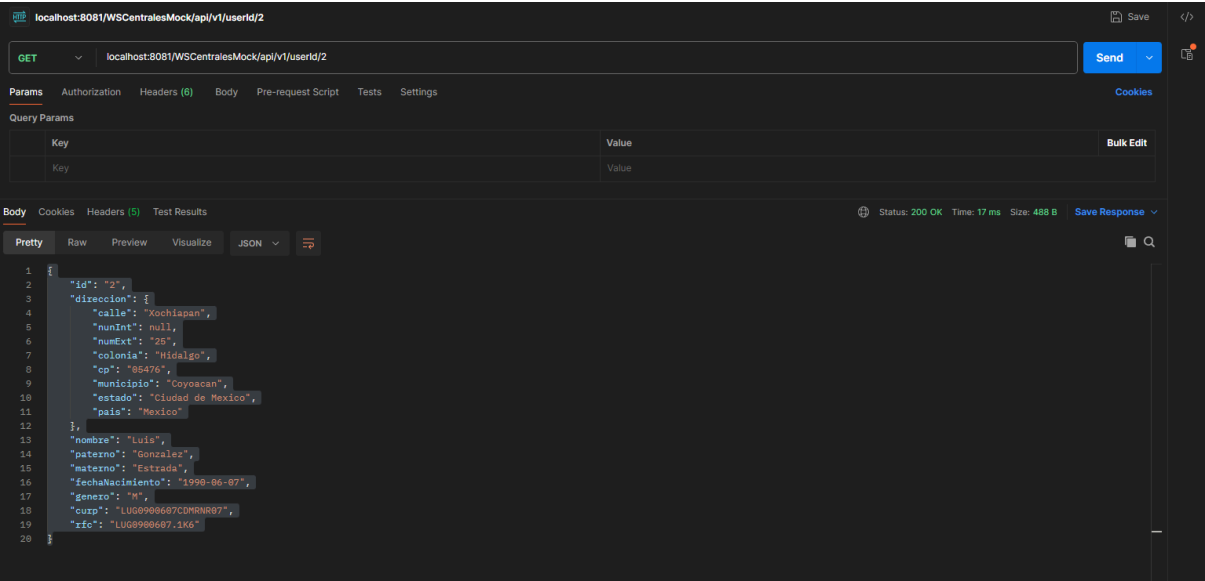 HTTP localhost:8081/WSCentralesMock/api/v1/userId/2 Save </>
GET localhost:8081/WSCentralesMock/api/v1/userId/2 Send
Params Authorization Headers (6) Body Pre-request Script Tests Settings Cookies
Query Params
Key Value Bulk Edit
Key Value
Body Cookies Headers (5) Test Results Status: 200 OK Time: 17 ms Size: 488 B Save Response
Pretty Raw Preview Visualize JSON
1 {
2 "id": "2",
3 "direccion": {
4 "calle": "Xochiapan",
5 "nunInt": null,
6 "numExt": "25",
7 "colonia": "Hidalgo",
8 "cp": "05476",
9 "municipio": "Coyoacan",
10 "estado": "Ciudad de Mexico",
11 "pais": "Mexico"
12 },
13 "nombre": "Luis",
14 "paterno": "Gonzalez",
15 "materno": "Estrada",
16 "fechaNacimiento": "1990-06-07",
17 "genero": "M",
18 "curp": "LUG0900607CDMRNR07",
19 "rfc": "LUG0900607.1K6"
20 }